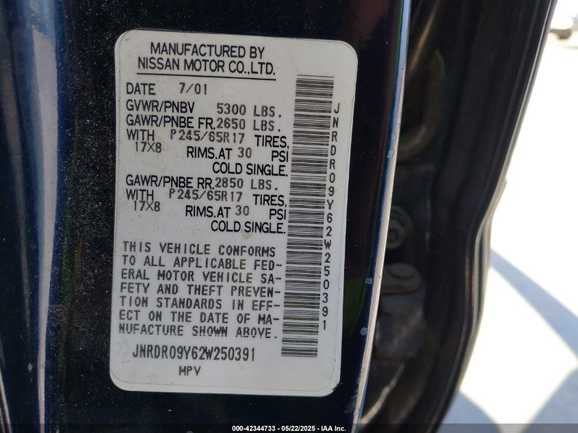 MANUFACTURED BY
NISSAN MOTOR CO.,LTD.
DATE 7/01
GVWR/PNBV 5300 LBS.
GAWR/PNBE FR. 2650 LBS.
WITH P245/65R17 TIRES,
17X8 RIMS.AT 30 PSI
COLD SINGLE.
GAWR/PNBE RR. 2850 LBS.
WITH P245/65R17 TIRES,
17X8 RIMS.AT 30 PSI
COLD SINGLE.
THIS VEHICLE CONFORMS
TO ALL APPLICABLE FED-
ERAL MOTOR VEHICLE SA-
FETY AND THEFT PREVEN-
TION STANDARDS IN EFF-
ECT ON THE DATE OF MA-
NUFACTURE SHOWN ABOVE.
JNRDR09Y62W250391
MPV
JNRDR09Y62W250391
000-42344733 - 05/22/2025 - IAA Inc.